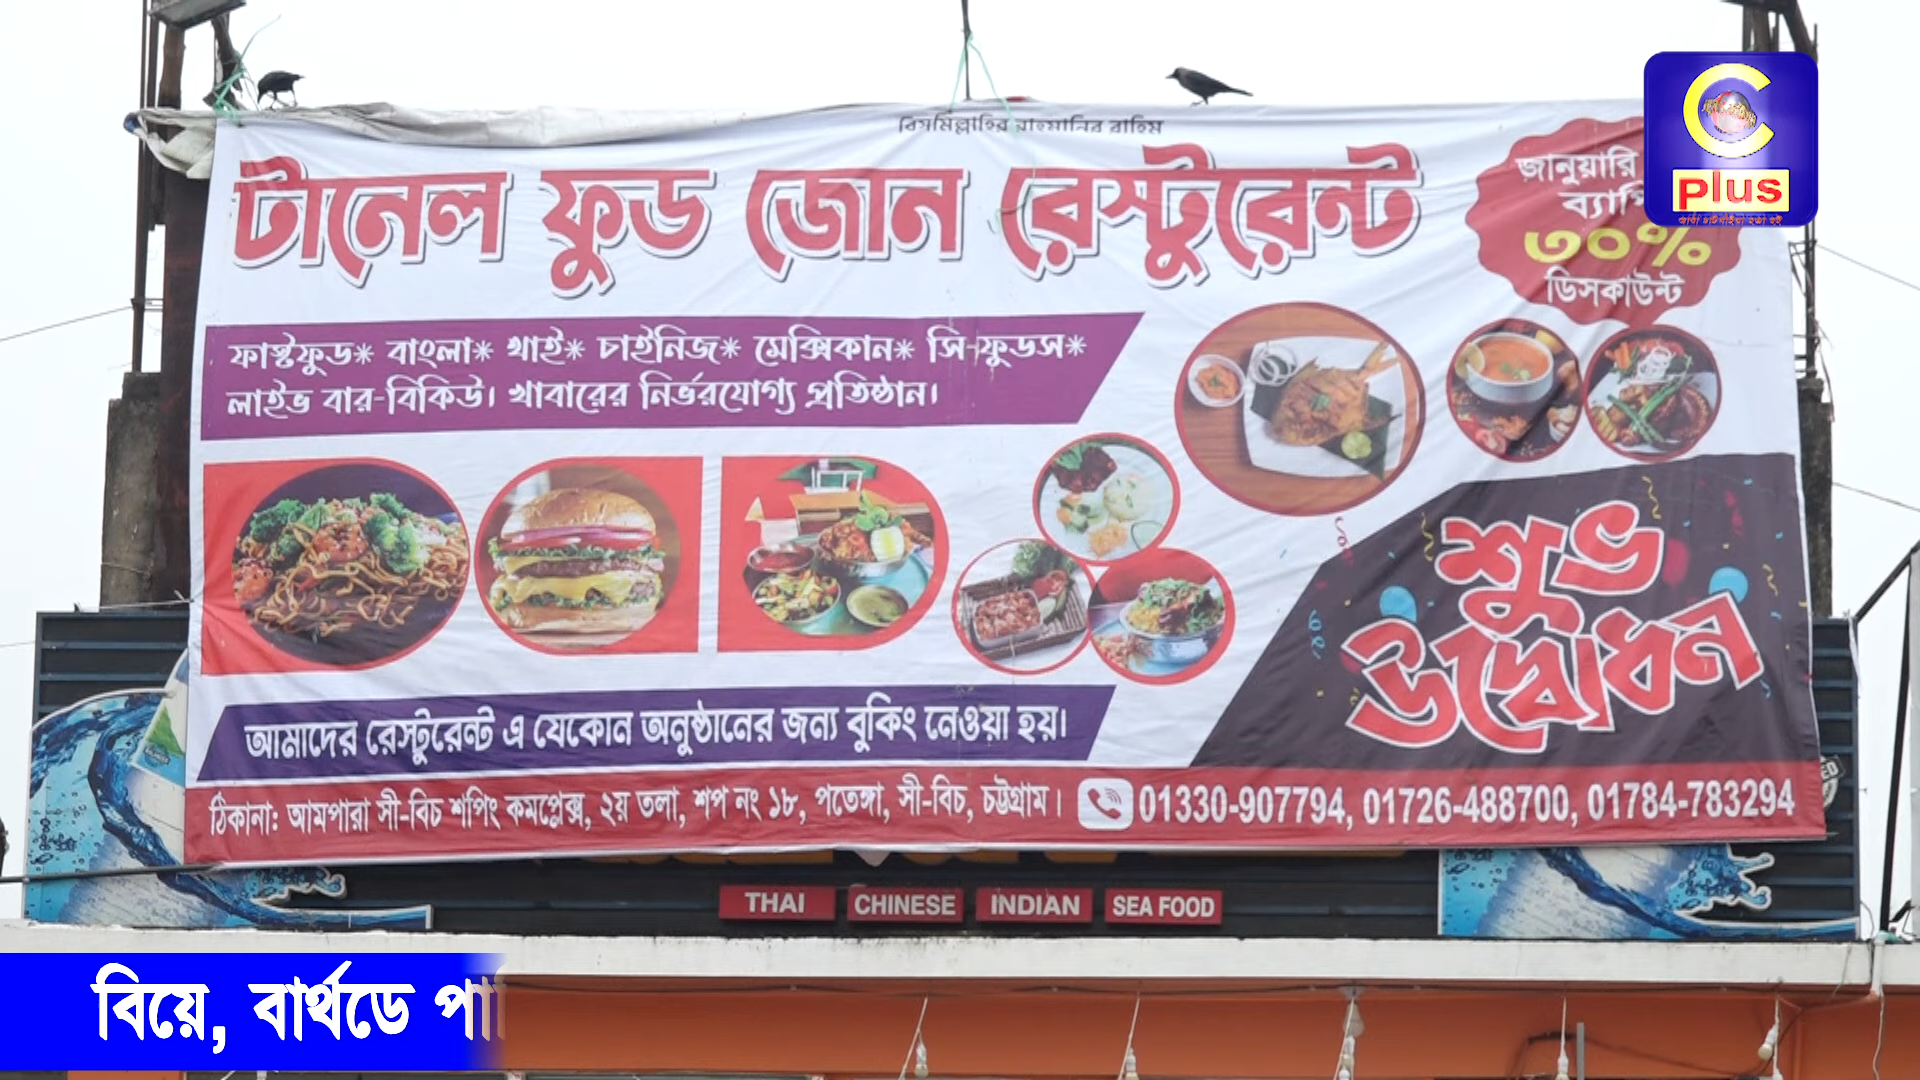 বিসমিল্লাহির রাহমানির রাহিম
টানেল ফুড জোন রেস্টুরেন্ট
জানুয়ারি
৩০%
ডিসকাউন্ট
C
plus
ফাস্টফুড* বাংলা* থাই* চাইনিজ* মেক্সিকান* সি-ফুডস*
লাইভ বার-বিকিউ। খাবারের নির্ভরযোগ্য প্রতিষ্ঠান।
শুভ
উদ্বোধন
আমাদের রেস্টুরেন্ট এ যেকোন অনুষ্ঠানের জন্য বুকিং নেওয়া হয়।
ঠিকানা: আমপারা সী-বিচ শপিং কমপ্লেক্স, ২য় তলা, শপ নং ১৮, পতেঙ্গা, সী-বিচ, চট্টগ্রাম। 01330-907794, 01726-488700, 01784-783294
THAI CHINESE INDIAN SEA FOOD
বিয়ে, বার্থডে